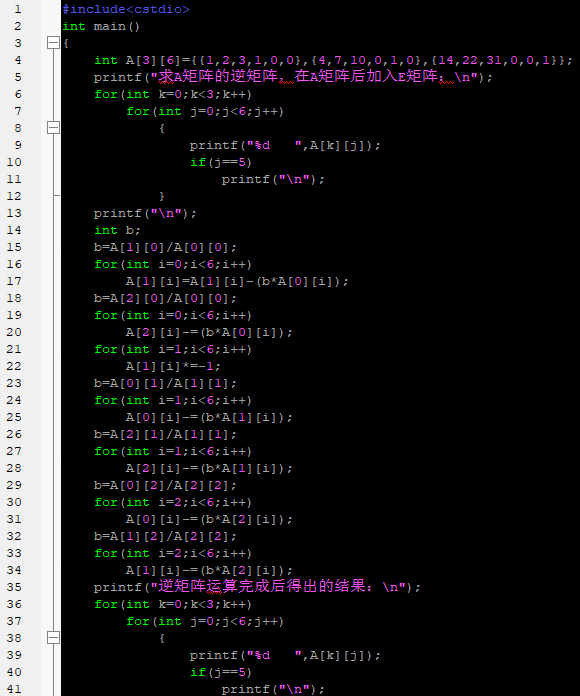 1 #include<cstdio>
2 int main()
3 {
4     int A[3][6]={{1,2,3,1,0,0},{4,7,10,0,1,0},{14,22,31,0,0,1}};
5     printf("求A矩阵的逆矩阵，在A矩阵后加入E矩阵；\n");
6     for(int k=0;k<3;k++)
7         for(int j=0;j<6;j++)
8             {
9                 printf("%d   ",A[k][j]);
10                 if(j==5)
11                     printf("\n");
12             }
13     printf("\n");
14     int b;
15     b=A[1][0]/A[0][0];
16     for(int i=0;i<6;i++)
17         A[1][i]=A[1][i]-(b*A[0][i]);
18     b=A[2][0]/A[0][0];
19     for(int i=0;i<6;i++)
20         A[2][i]-=(b*A[0][i]);
21     for(int i=1;i<6;i++)
22         A[1][i]*=-1;
23     b=A[0][1]/A[1][1];
24     for(int i=1;i<6;i++)
25         A[0][i]-=(b*A[1][i]);
26     b=A[2][1]/A[1][1];
27     for(int i=1;i<6;i++)
28         A[2][i]-=(b*A[1][i]);
29     b=A[0][2]/A[2][2];
30     for(int i=2;i<6;i++)
31         A[0][i]-=(b*A[2][i]);
32     b=A[1][2]/A[2][2];
33     for(int i=2;i<6;i++)
34         A[1][i]-=(b*A[2][i]);
35     printf("逆矩阵运算完成后得出的结果：\n");
36     for(int k=0;k<3;k++)
37         for(int j=0;j<6;j++)
38             {
39                 printf("%d   ",A[k][j]);
40                 if(j==5)
41                     printf("\n");